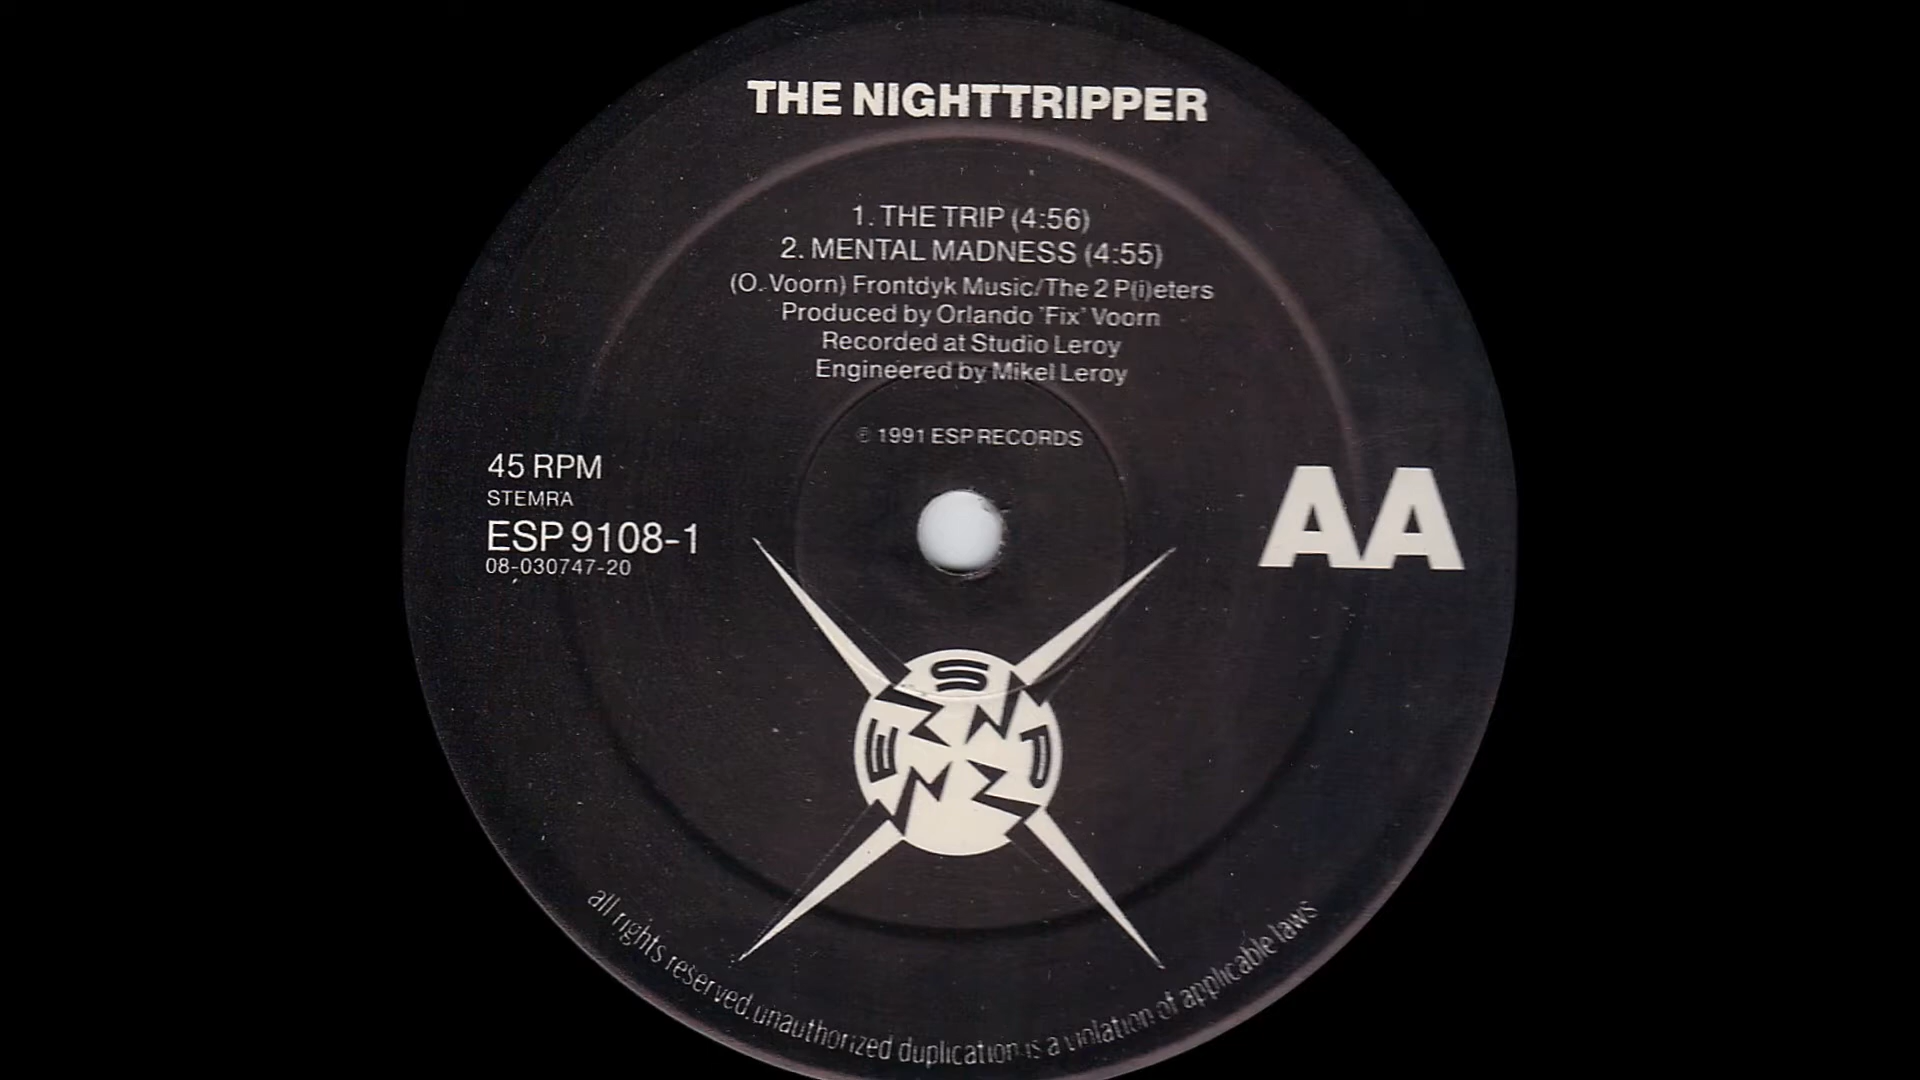 THE NIGHTTRIPPER
1. THE TRIP (4:56)
2. MENTAL MADNESS (4:55)
(O. Voorn) Frontdyk Music/The 2 P(i)eters
Produced by Orlando 'Fix' Voorn
Recorded at Studio Leroy
Engineered by Mikel Leroy
℗ 1991 ESP RECORDS
45 RPM
STEMRA
ESP 9108-1
08-030747-20
AA
E S P
all rights reserved. unauthorized duplication is a violation of applicable laws